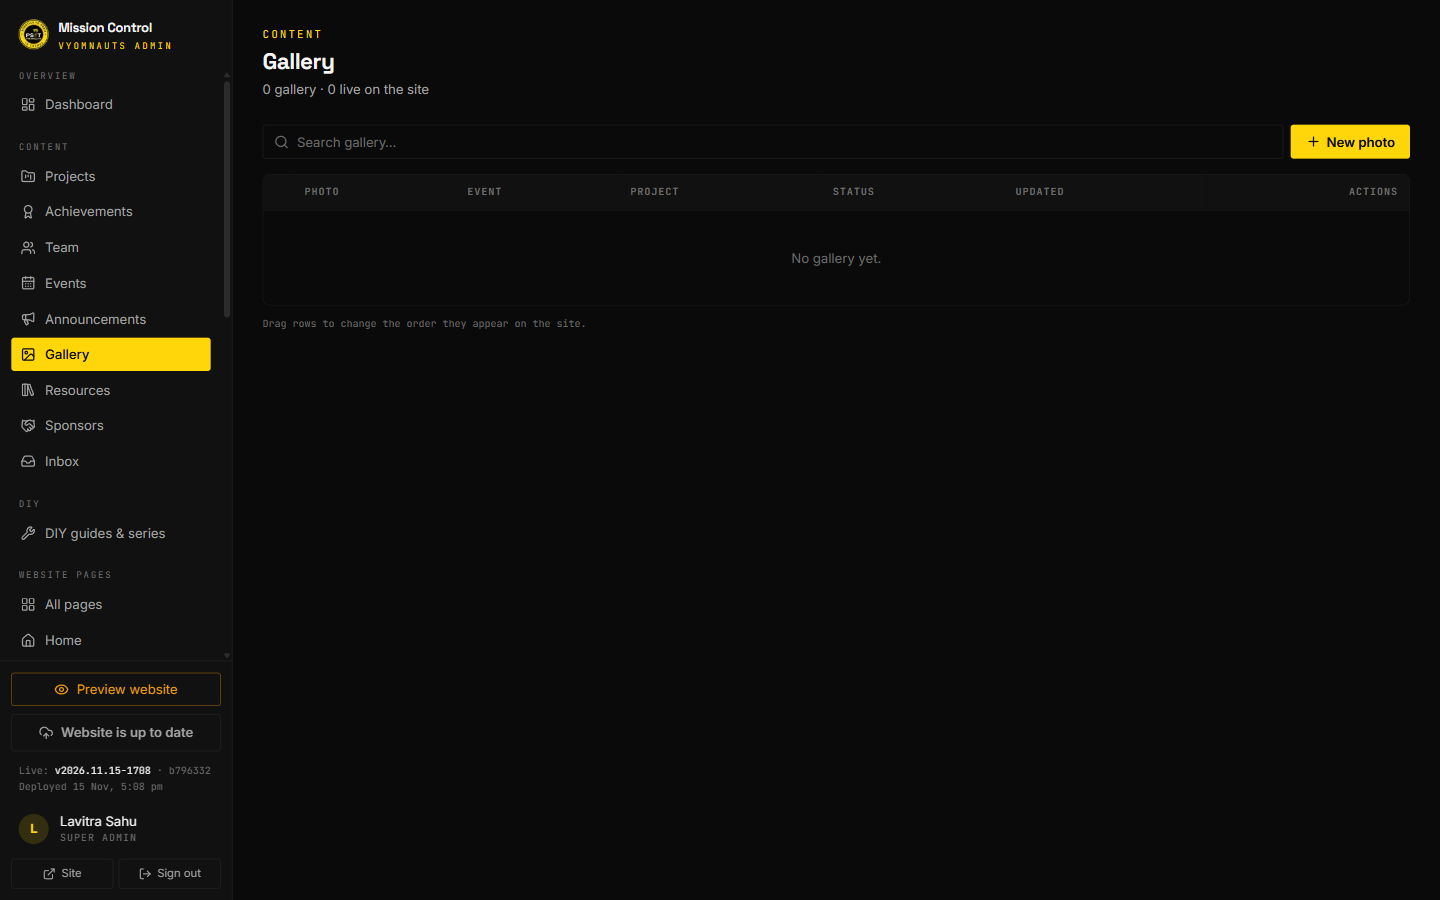 Mission Control
VYOMNAUTS ADMIN
OVERVIEW
Dashboard
CONTENT
Projects
Achievements
Team
Events
Announcements
Gallery
Resources
Sponsors
Inbox
DIY
DIY guides & series
WEBSITE PAGES
All pages
Home
Preview website
Website is up to date
Live: v2026.11.15-1708 · b796332
Deployed 15 Nov, 5:08 pm
L
Lavitra Sahu
SUPER ADMIN
Site
Sign out
CONTENT
Gallery
0 gallery · 0 live on the site
Search gallery...
New photo
PHOTO EVENT PROJECT STATUS UPDATED ACTIONS
No gallery yet.
Drag rows to change the order they appear on the site.